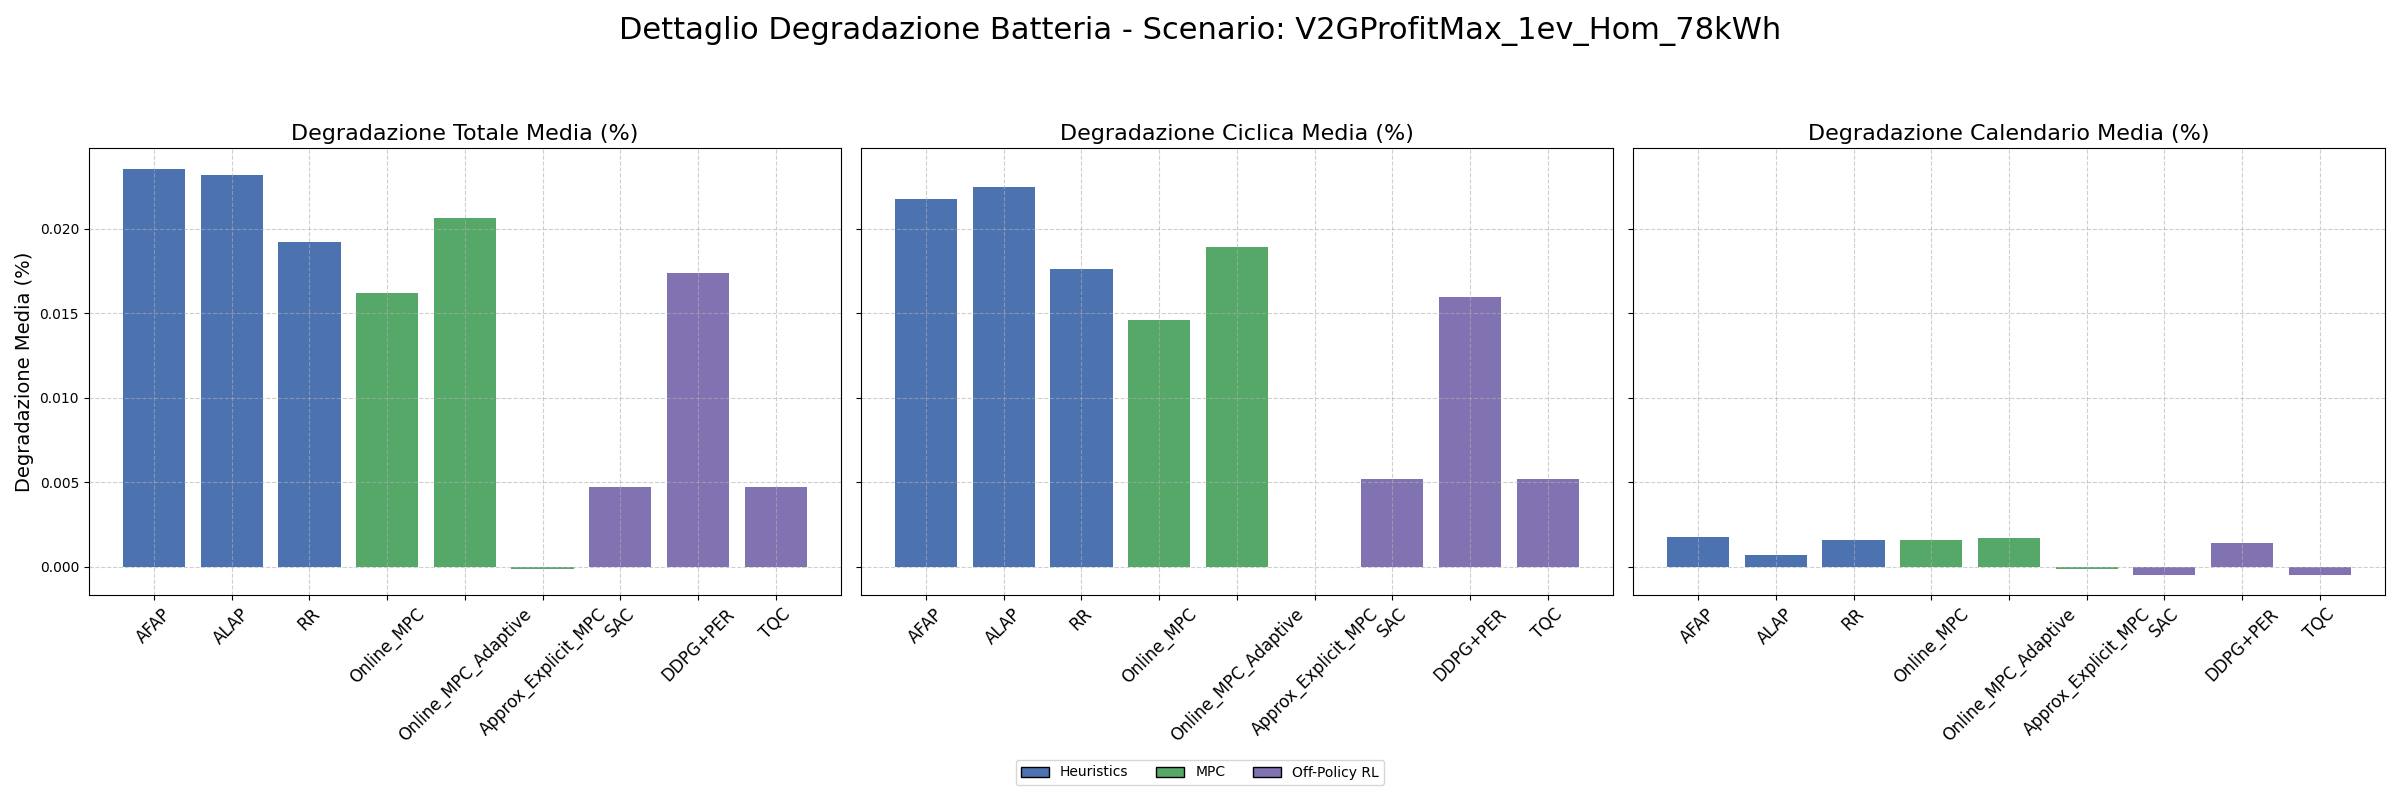 Dettaglio Degradazione Batteria - Scenario: V2GProfitMax_1ev_Hom_78kWh
Degradazione Totale Media (%)
Degradazione Media (%)
0.020
0.015
0.010
0.005
0.000
AFAP
ALAP
RR
Online_MPC
Online_MPC_Adaptive
Approx_Explicit_MPC
SAC
DDPG+PER
TQC
Degradazione Ciclica Media (%)
AFAP
ALAP
RR
Online_MPC
Online_MPC_Adaptive
Approx_Explicit_MPC
SAC
DDPG+PER
TQC
Degradazione Calendario Media (%)
AFAP
ALAP
RR
Online_MPC
Online_MPC_Adaptive
Approx_Explicit_MPC
SAC
DDPG+PER
TQC
Heuristics
MPC
Off-Policy RL